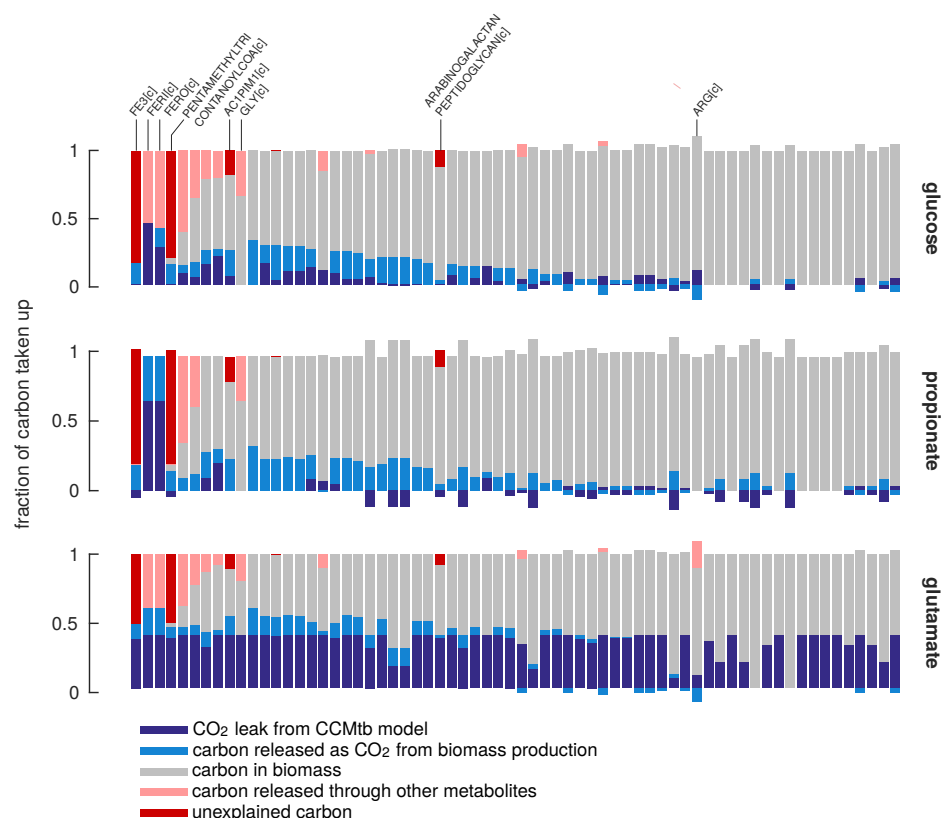 FE3[c]
FERI[c]
FERO[c]
PENTAMETHYLTRI
CONTANOYLCOA[c]
AC1PIM1[c]
GLY[c]
ARABINOGALACTAN
PEPTIDOGLYCAN[c]
ARG[c]
1
0.5
0
glucose
fraction of carbon taken up
1
0.5
0
propionate
1
0.5
0
glutamate
CO2 leak from CCMtb model
carbon released as CO2 from biomass production
carbon in biomass
carbon released through other metabolites
unexplained carbon